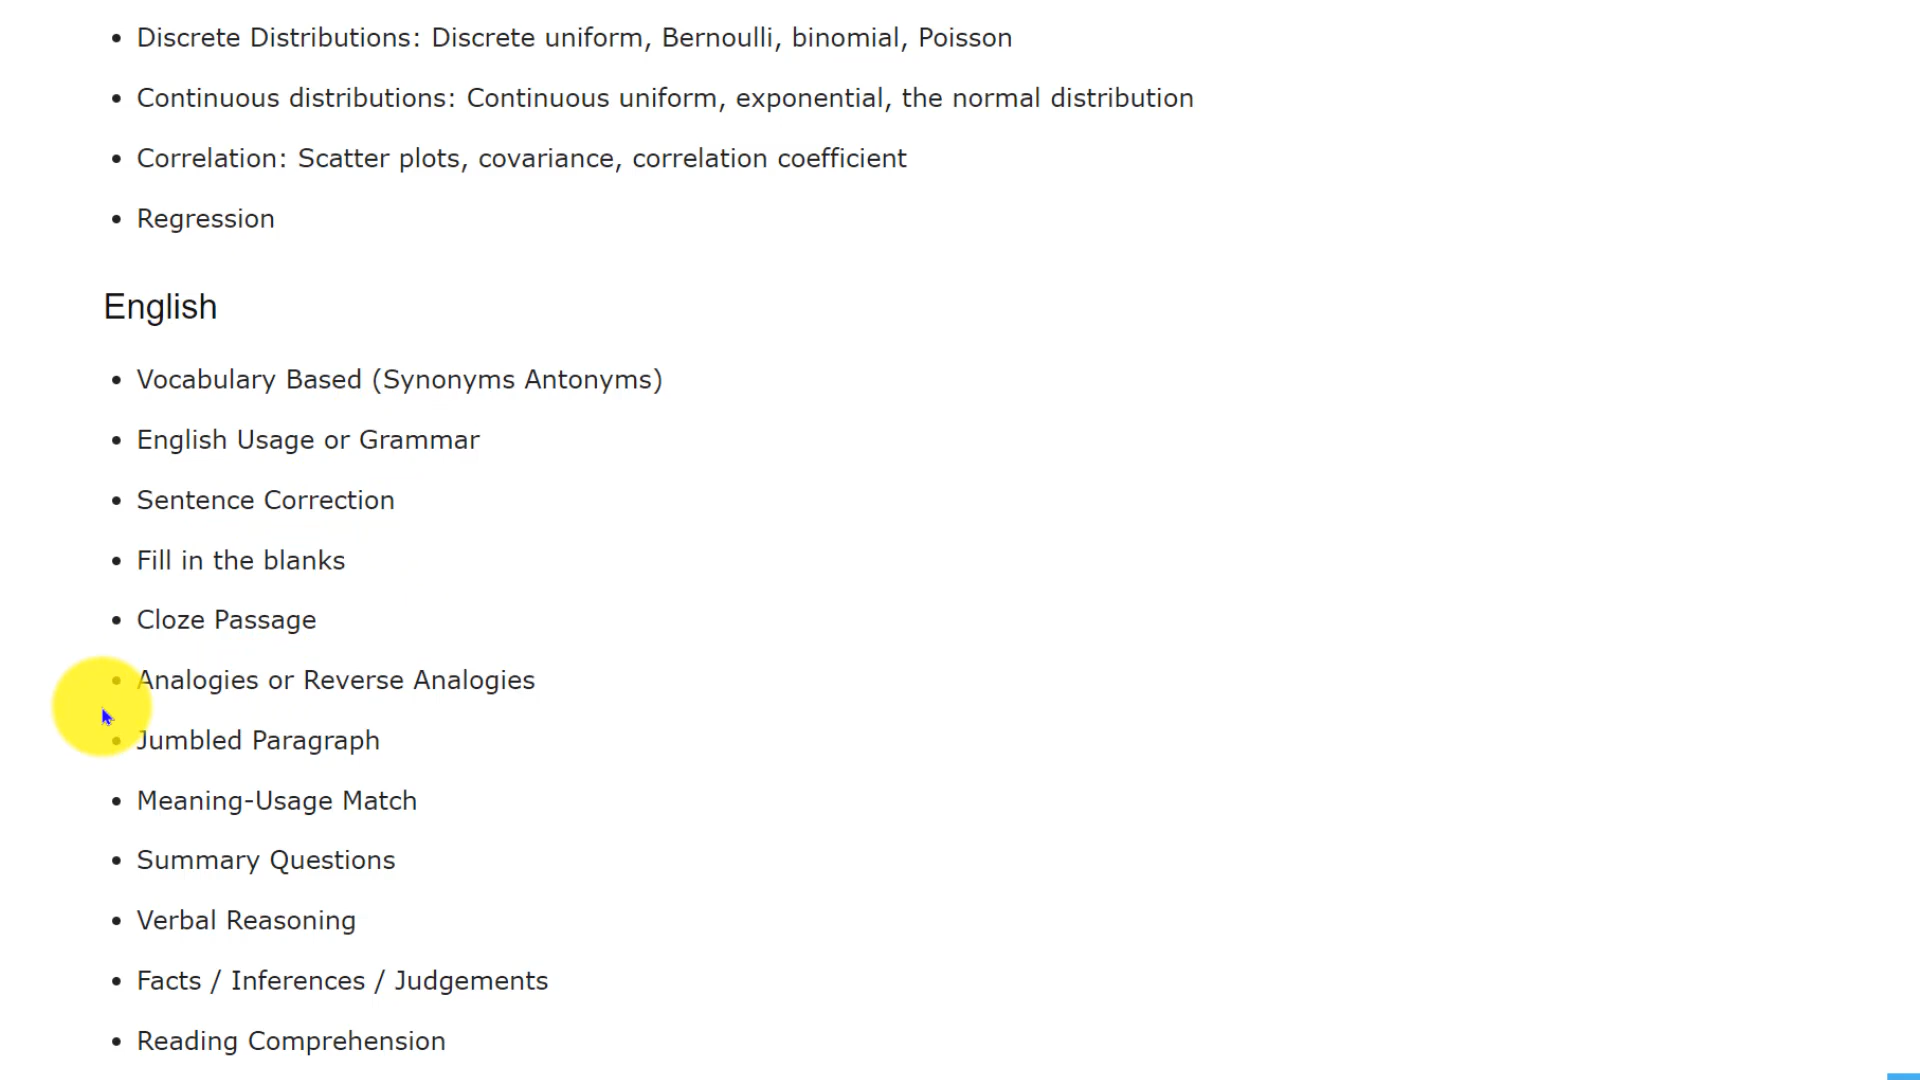 Discrete Distributions: Discrete uniform, Bernoulli, binomial, Poisson
Continuous distributions: Continuous uniform, exponential, the normal distribution
Correlation: Scatter plots, covariance, correlation coefficient
Regression
English
Vocabulary Based (Synonyms Antonyms)
English Usage or Grammar
Sentence Correction
Fill in the blanks
Cloze Passage
Analogies or Reverse Analogies
Jumbled Paragraph
Meaning-Usage Match
Summary Questions
Verbal Reasoning
Facts / Inferences / Judgements
Reading Comprehension